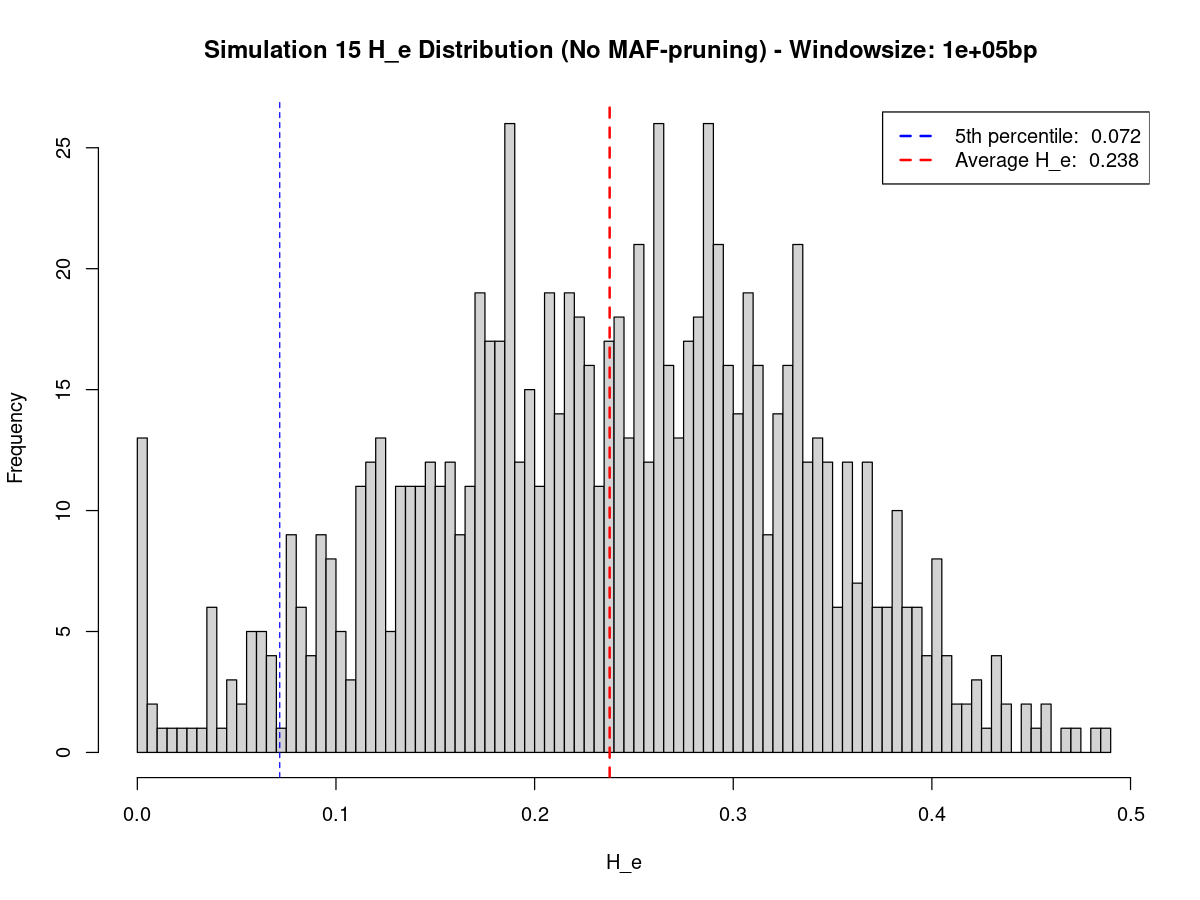 Simulation 15 H_e Distribution (No MAF-pruning) - Windowsize: 1e+05bp
5th percentile:  0.072
Average H_e:  0.238
Frequency
25
20
15
10
5
0
0.0 0.1 0.2 0.3 0.4 0.5
H_e